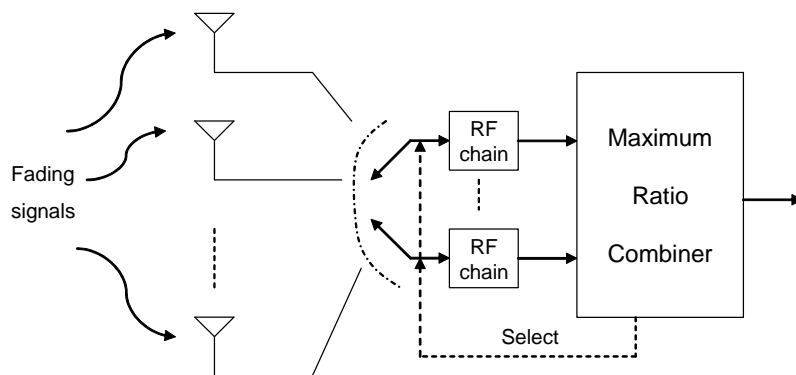 Fading
signals
RF
chain
RF
chain
Maximum
Ratio
Combiner
Select